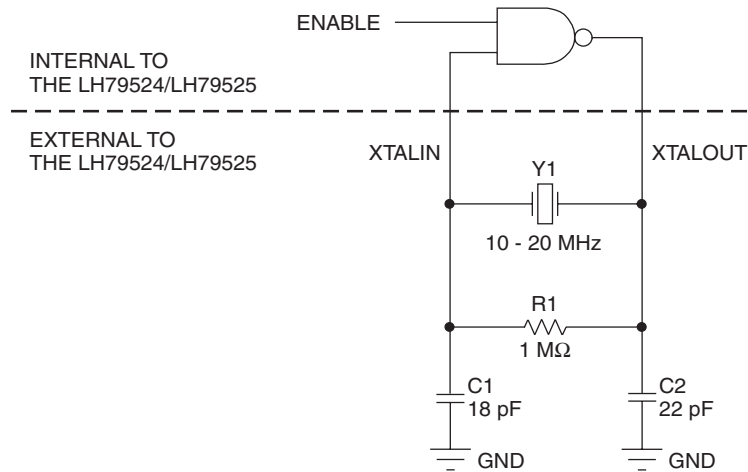 ENABLE
INTERNAL TO
THE LH79524/LH79525
EXTERNAL TO
THE LH79524/LH79525
XTALIN
XTALOUT
Y1
10 - 20 MHz
R1
1 MΩ
C1
18 pF
C2
22 pF
GND
GND